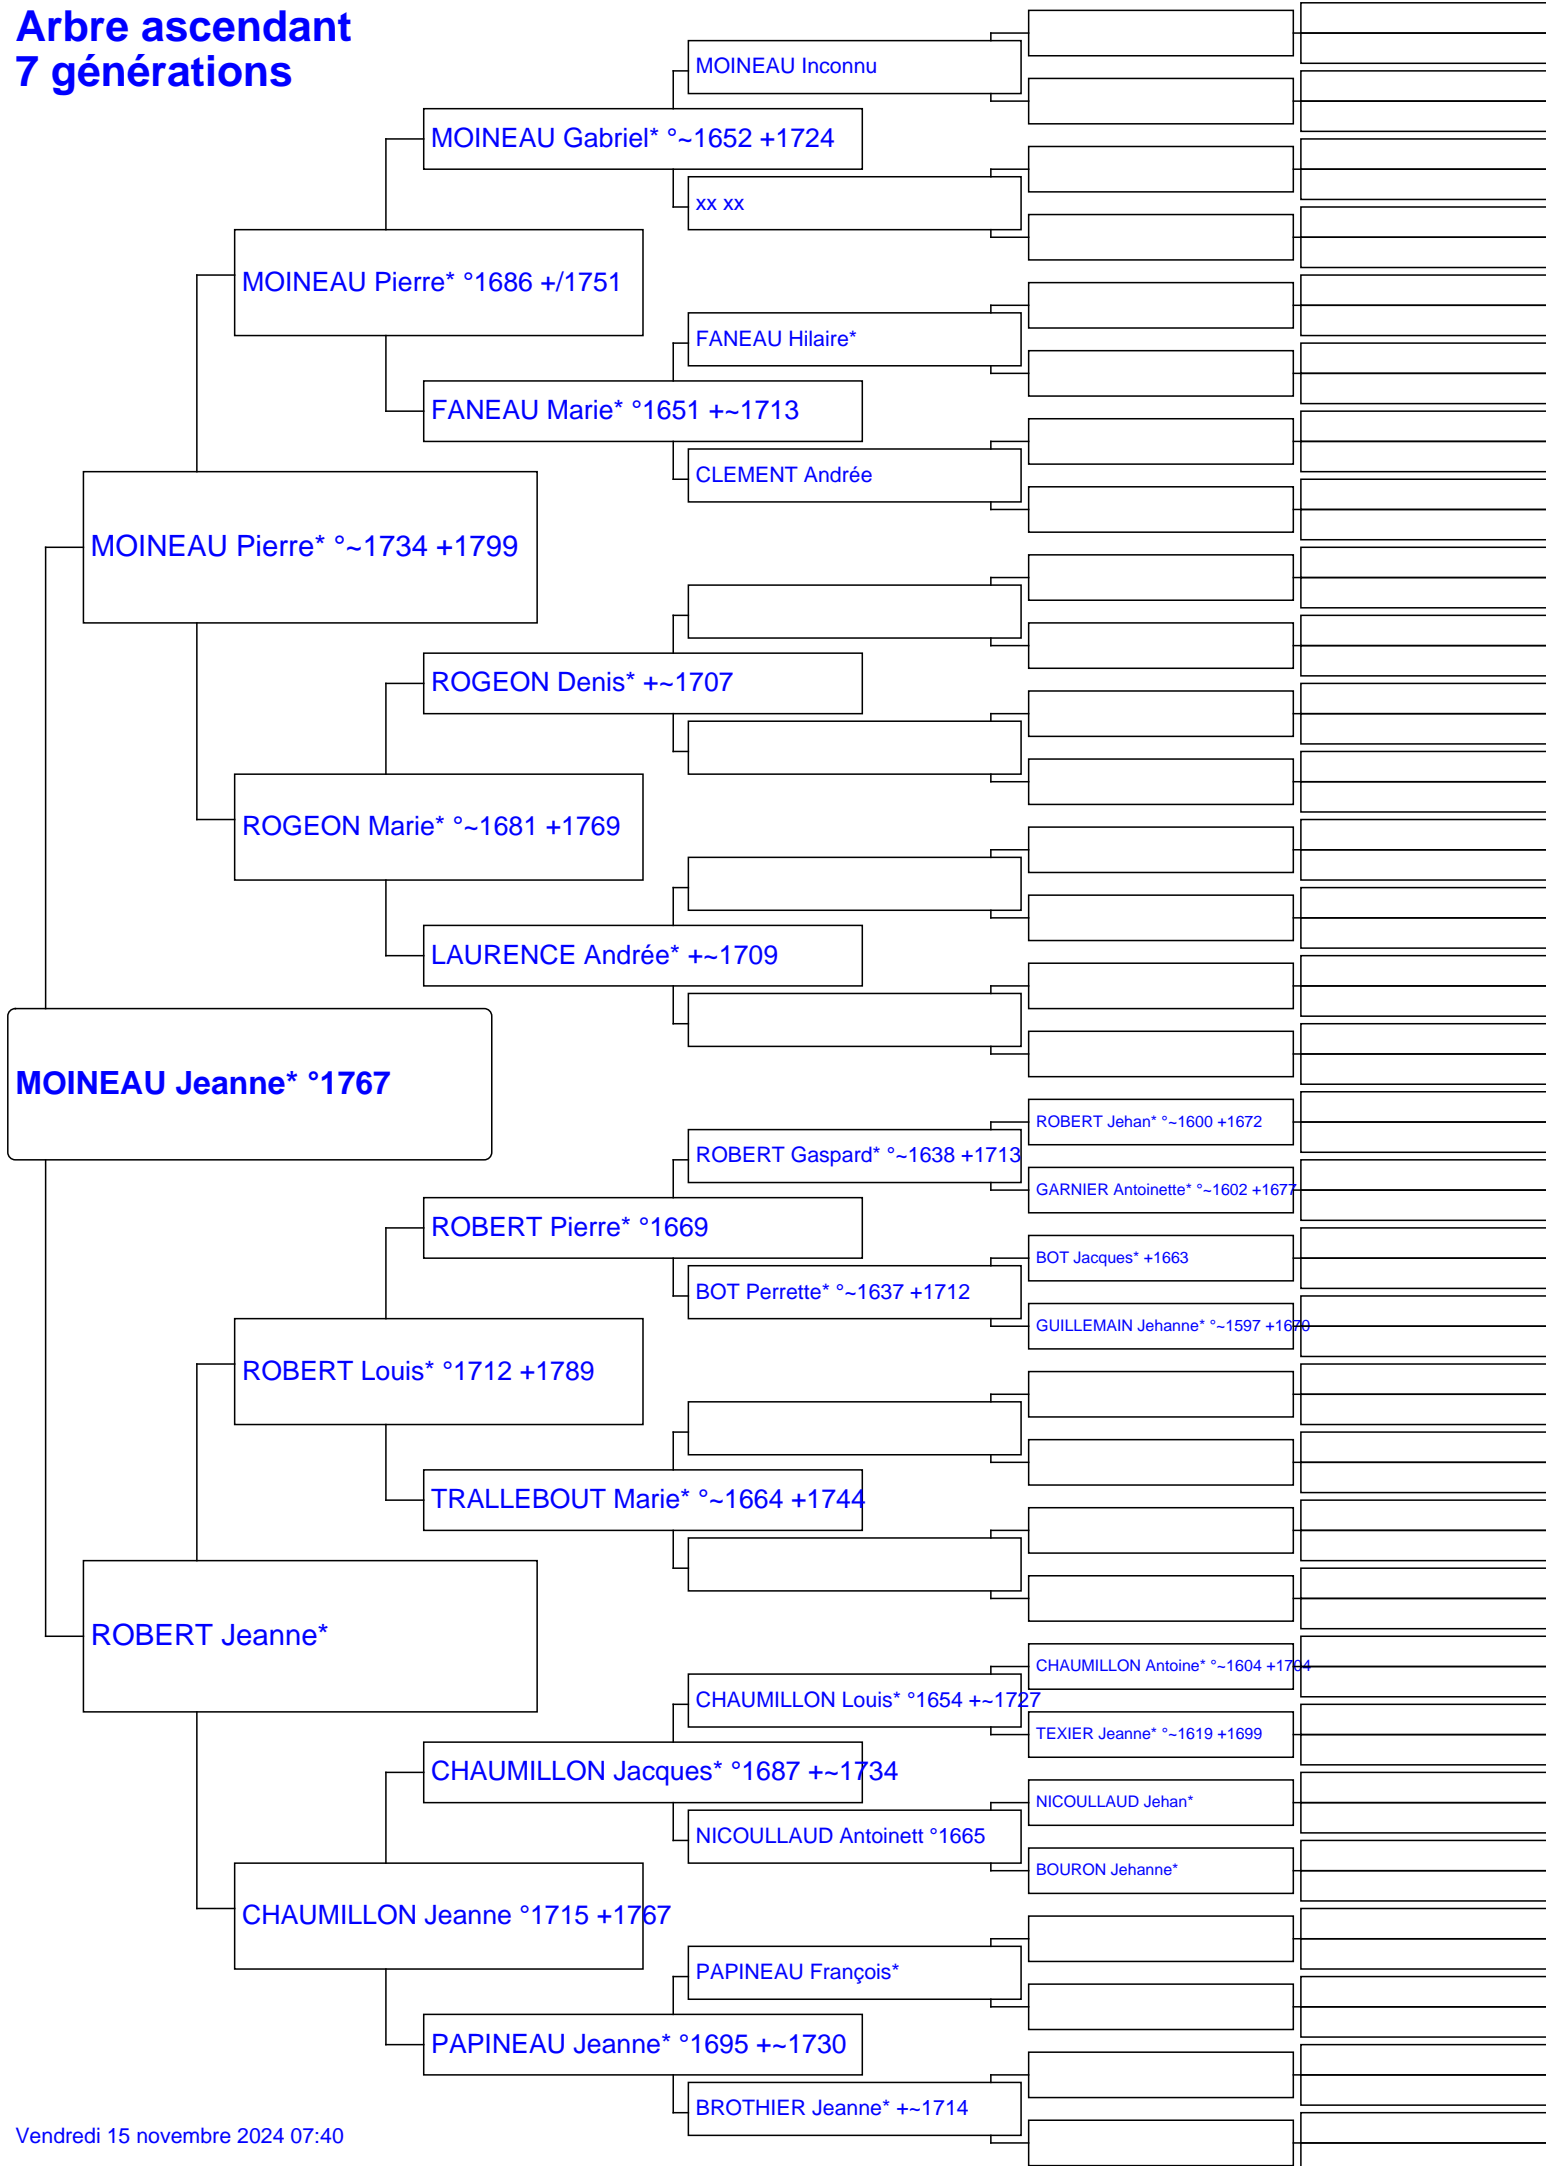 Arbre ascendant
7 générations
MOINEAU Inconnu
MOINEAU Gabriel* °~1652 +1724
xx xx
MOINEAU Pierre* °1686 +/1751
FANEAU Hilaire*
FANEAU Marie* °1651 +~1713
CLEMENT Andrée
MOINEAU Pierre* °~1734 +1799
ROGEON Denis* +~1707
ROGEON Marie* °~1681 +1769
LAURENCE Andrée* +~1709
MOINEAU Jeanne* °1767
ROBERT Jehan* °~1600 +1672
ROBERT Gaspard* °~1638 +1713
GARNIER Antoinette* °~1602 +1677
ROBERT Pierre* °1669
BOT Jacques* +1663
BOT Perrette* °~1637 +1712
GUILLEMAIN Jehanne* °~1597 +1670
ROBERT Louis* °1712 +1789
TRALLEBOUT Marie* °~1664 +1744
ROBERT Jeanne*
CHAUMILLON Antoine* °~1604 +1704
CHAUMILLON Louis* °1654 +~1727
TEXIER Jeanne* °~1619 +1699
CHAUMILLON Jacques* °1687 +~1734
NICOULLAUD Jehan*
NICOULLAUD Antoinett °1665
BOURON Jehanne*
CHAUMILLON Jeanne °1715 +1767
PAPINEAU François*
PAPINEAU Jeanne* °1695 +~1730
BROTHIER Jeanne* +~1714
Vendredi 15 novembre 2024 07:40